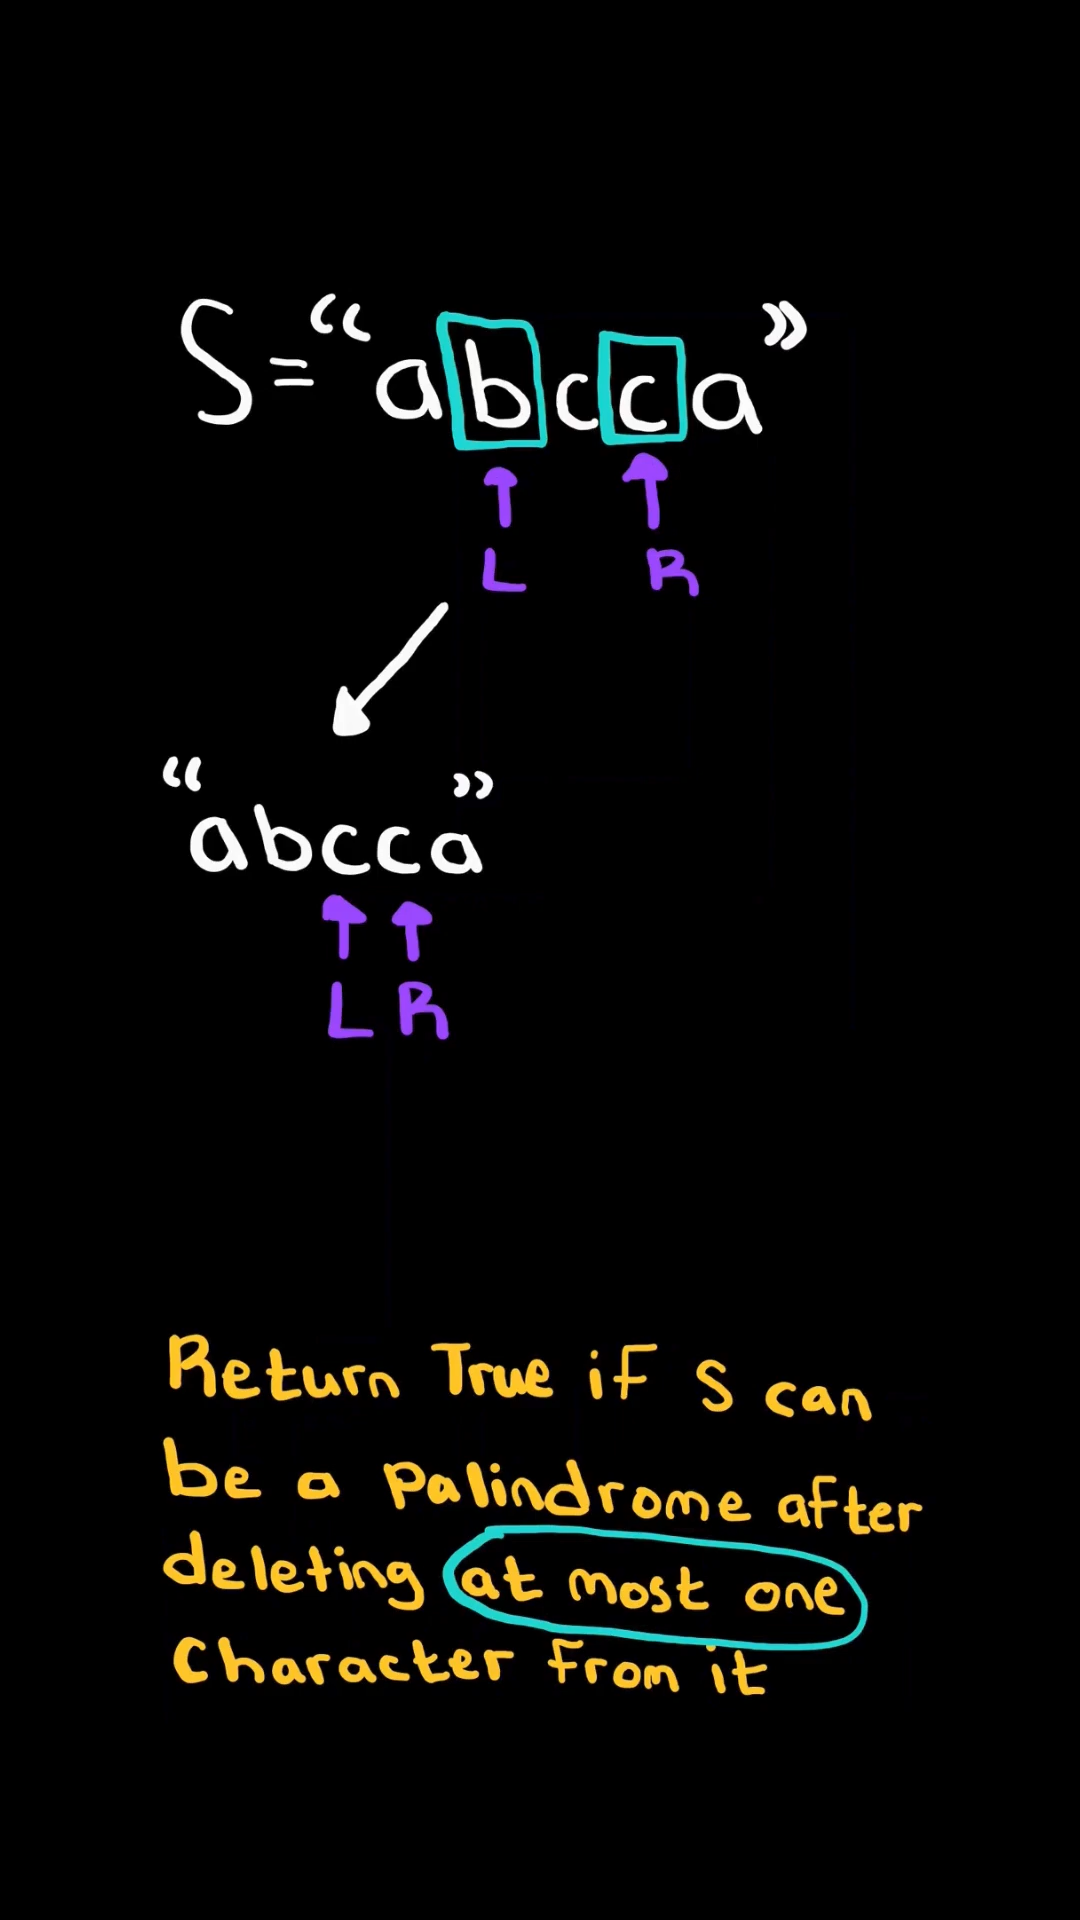 S="abcca"
L R
"abcca"
L R
Return True if S can
be a palindrome after
deleting at most one
character from it